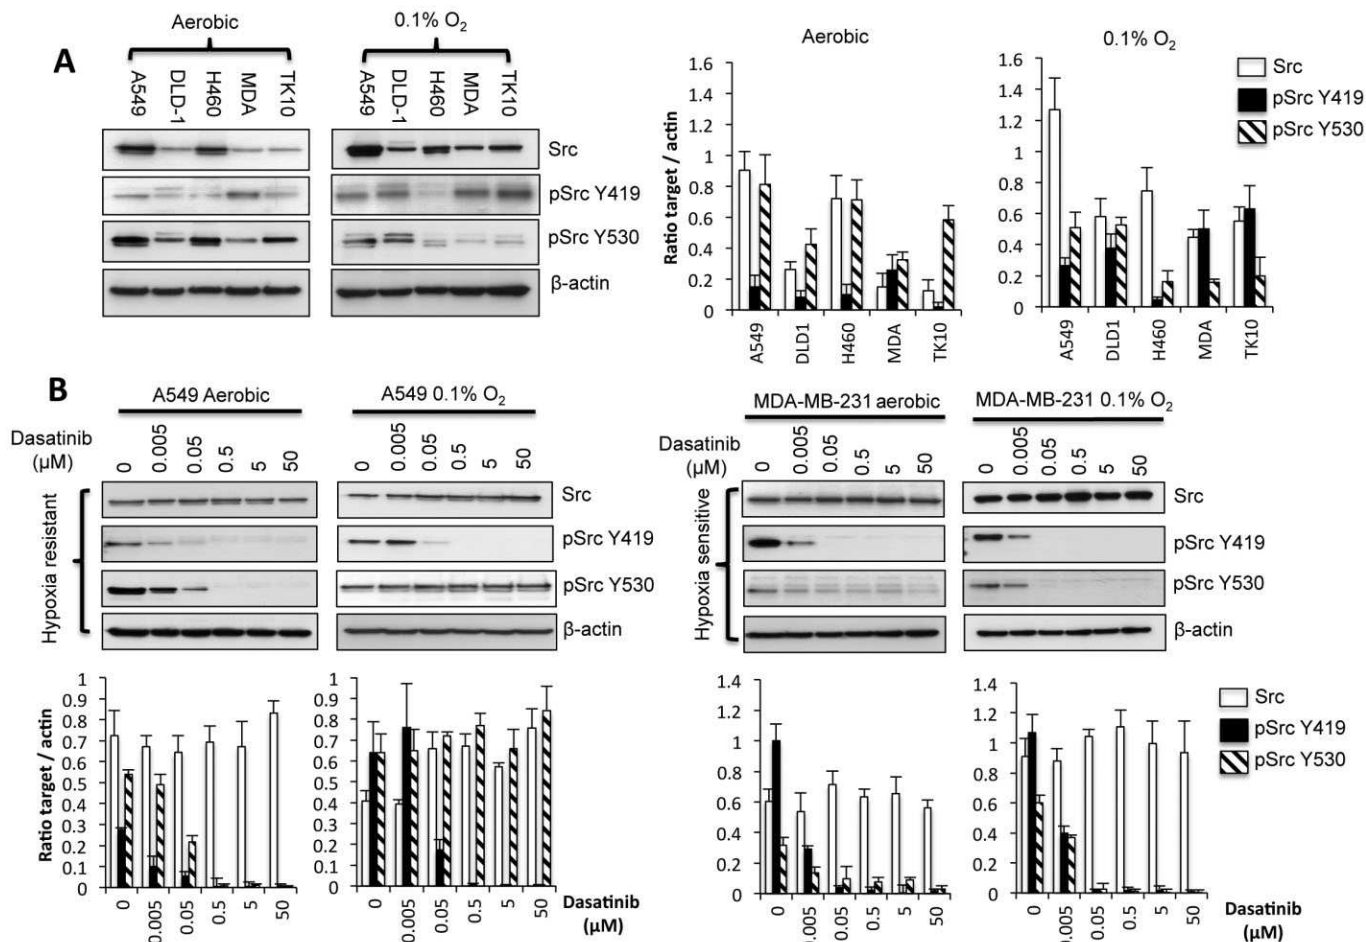 A
Aerobic
0.1% O2
A549
DLD-1
H460
MDA
TK10
A549
DLD-1
H460
MDA
TK10
Src
pSrc Y419
pSrc Y530
β-actin
Aerobic
0.1% O2
Ratio target / actin
1.6
1.4
1.2
1
0.8
0.6
0.4
0.2
0
A549
DLD1
H460
MDA
TK10
1.6
1.4
1.2
1
0.8
0.6
0.4
0.2
0
A549
DLD1
H460
MDA
TK10
Src
pSrc Y419
pSrc Y530
B
A549 Aerobic
A549 0.1% O2
Dasatinib
(µM)
0
0.005
0.05
0.5
5
50
0
0.005
0.05
0.5
5
50
Hypoxia resistant
Src
pSrc Y419
pSrc Y530
β-actin
MDA-MB-231 aerobic
MDA-MB-231 0.1% O2
Dasatinib
(µM)
0
0.005
0.05
0.5
5
50
0
0.005
0.05
0.5
5
50
Hypoxia sensitive
Src
pSrc Y419
pSrc Y530
β-actin
Ratio target / actin
1
0.9
0.8
0.7
0.6
0.5
0.4
0.3
0.2
0.1
0
0
0.005
0.05
0.5
5
50
1
0.9
0.8
0.7
0.6
0.5
0.4
0.3
0.2
0.1
0
0
0.005
0.05
0.5
5
50
Dasatinib
(µM)
1.4
1.2
1
0.8
0.6
0.4
0.2
0
0
0.005
0.05
0.5
5
50
1.4
1.2
1
0.8
0.6
0.4
0.2
0
0
0.005
0.05
0.5
5
50
Dasatinib
(µM)
Src
pSrc Y419
pSrc Y530